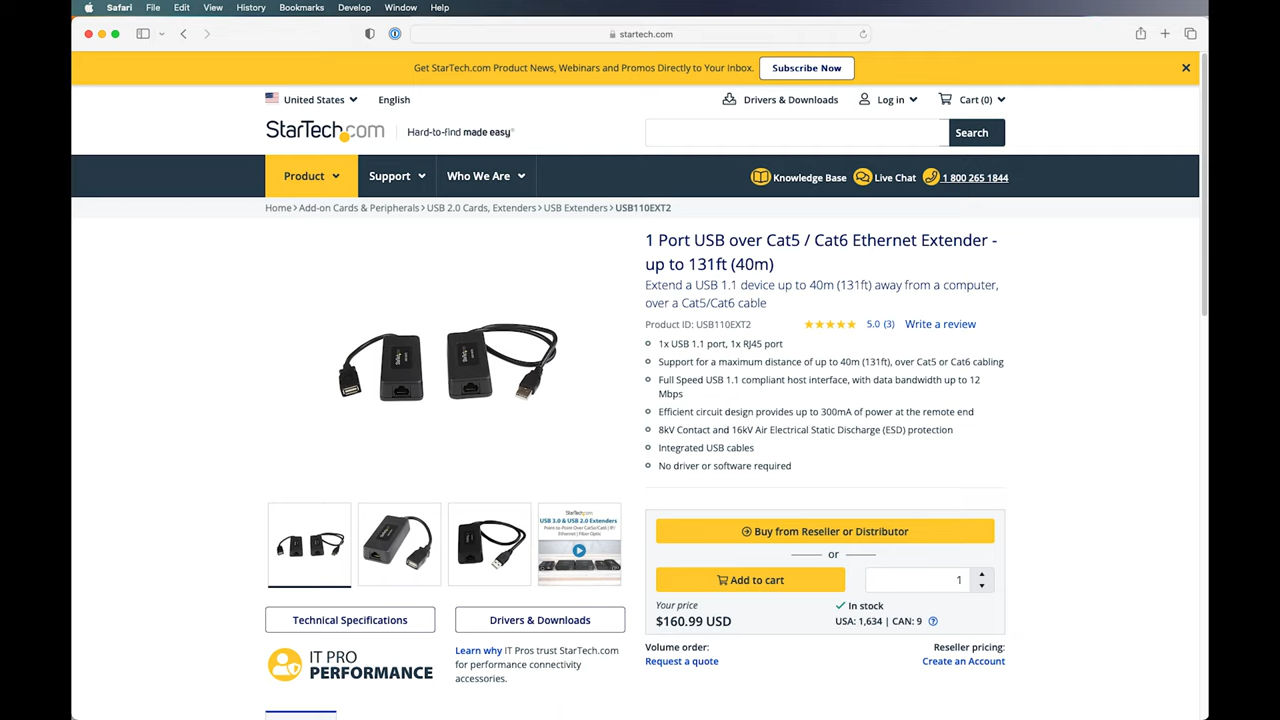 Safari File Edit View History Bookmarks Develop Window Help
startech.com
Get StarTech.com Product News, Webinars and Promos Directly to Your Inbox. Subscribe Now
United States English Drivers & Downloads Log in Cart (0)
StarTech.com Hard-to-find made easy® Search
Product Support Who We Are Knowledge Base Live Chat 1 800 265 1844
Home > Add-on Cards & Peripherals > USB 2.0 Cards, Extenders > USB Extenders > USB110EXT2
1 Port USB over Cat5 / Cat6 Ethernet Extender -
up to 131ft (40m)
Extend a USB 1.1 device up to 40m (131ft) away from a computer,
over a Cat5/Cat6 cable
Product ID: USB110EXT2 5.0 (3) Write a review
1x USB 1.1 port, 1x RJ45 port
Support for a maximum distance of up to 40m (131ft), over Cat5 or Cat6 cabling
Full Speed USB 1.1 compliant host interface, with data bandwidth up to 12
Mbps
Efficient circuit design provides up to 300mA of power at the remote end
8kV Contact and 16kV Air Electrical Static Discharge (ESD) protection
Integrated USB cables
No driver or software required
StarTech.com
USB 3.0 & USB 2.0 Extenders
Buy from Reseller or Distributor
or
Add to cart 1
Your price In stock
$160.99 USD USA: 1,634 | CAN: 9
Technical Specifications Drivers & Downloads
Volume order: Reseller pricing:
Request a quote Create an Account
IT PRO
PERFORMANCE
Learn why IT Pros trust StarTech.com
for performance connectivity
accessories.